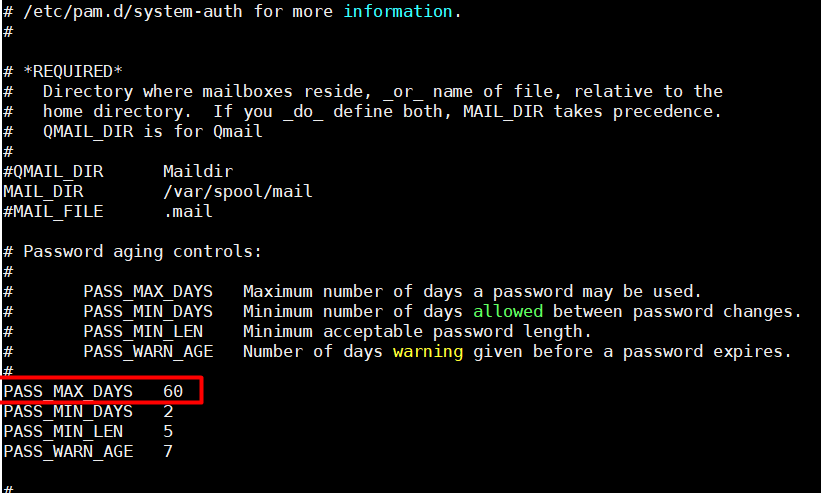 # /etc/pam.d/system-auth for more information.
#
# *REQUIRED*
#   Directory where mailboxes reside, _or_ name of file, relative to the
#   home directory.  If you _do_ define both, MAIL_DIR takes precedence.
#   QMAIL_DIR is for Qmail
#
#QMAIL_DIR      Maildir
MAIL_DIR        /var/spool/mail
#MAIL_FILE      .mail
# Password aging controls:
#
#       PASS_MAX_DAYS   Maximum number of days a password may be used.
#       PASS_MIN_DAYS   Minimum number of days allowed between password changes.
#       PASS_MIN_LEN    Minimum acceptable password length.
#       PASS_WARN_AGE   Number of days warning given before a password expires.
#
PASS_MAX_DAYS   60
PASS_MIN_DAYS   2
PASS_MIN_LEN    5
PASS_WARN_AGE   7
#